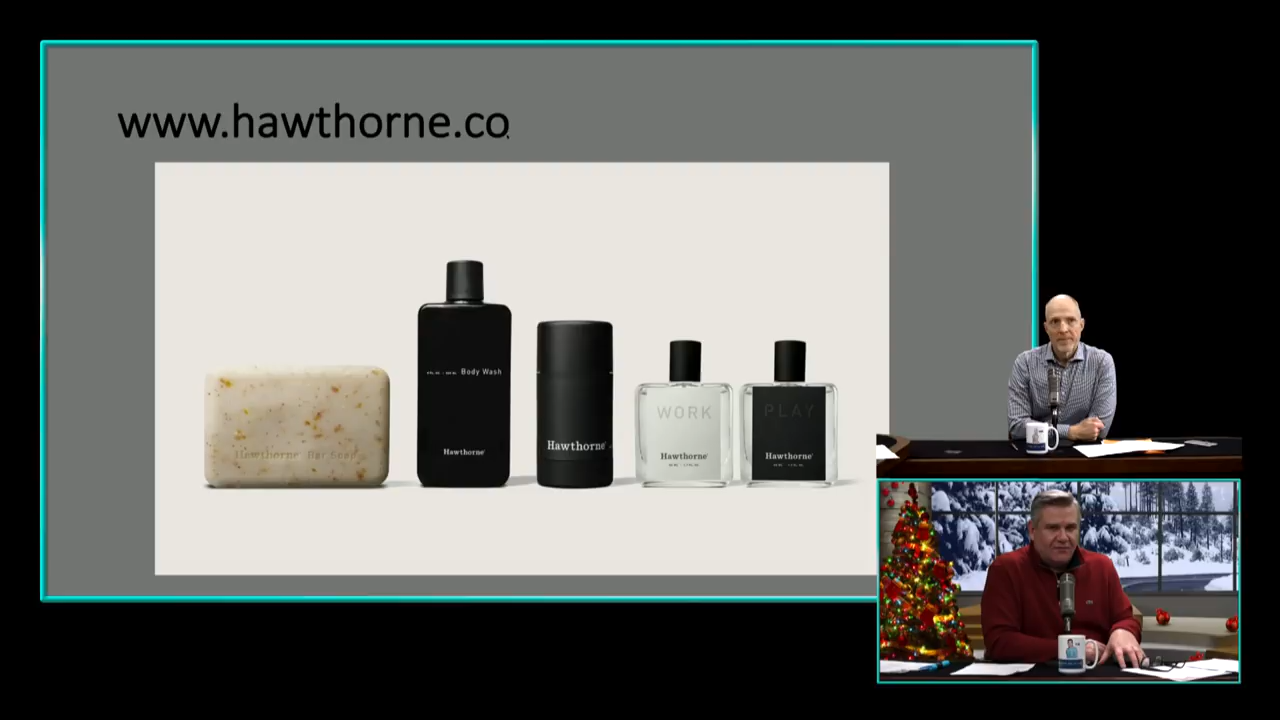 www.hawthorne.co
Body Wash
Hawthorne
Hawthorne Bar Soap
Hawthorne
WORK
Hawthorne
PLAY
Hawthorne